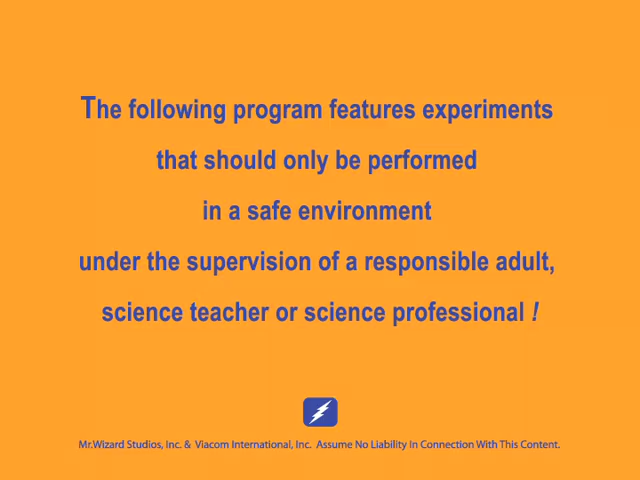 The following program features experiments
that should only be performed
in a safe environment
under the supervision of a responsible adult,
science teacher or science professional !
Mr.Wizard Studios, Inc. & Viacom International, Inc. Assume No Liability In Connection With This Content.